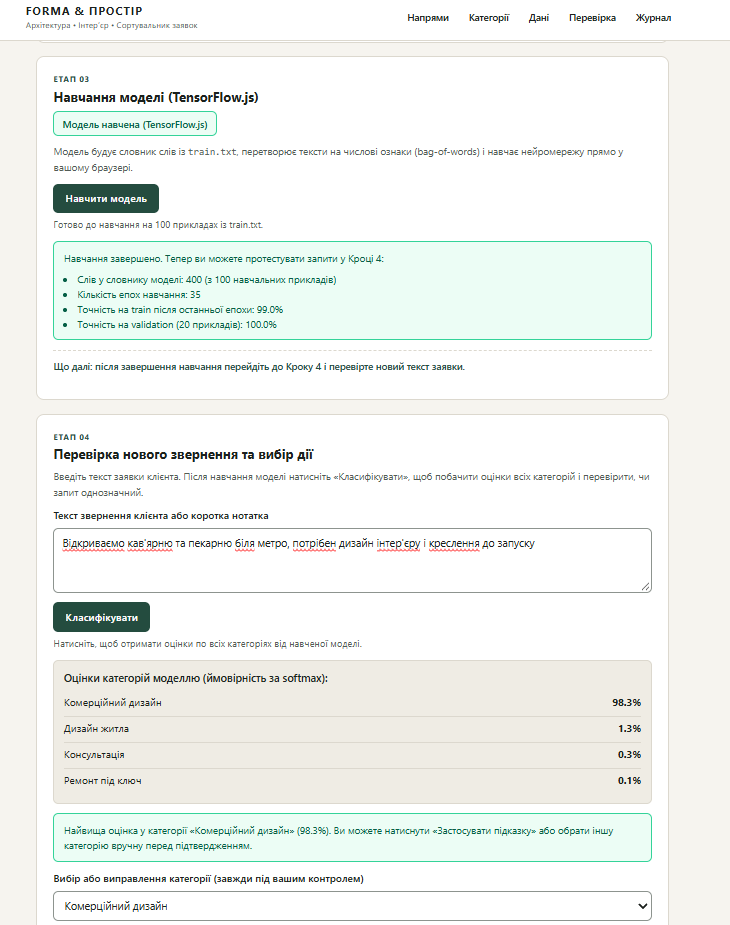 FORMA & ПРОСТІР
Архітектура • Інтер'єр • Сортувальник заявок
Напрями Категорії Дані Перевірка Журнал
ЕТАП 03
Навчання моделі (TensorFlow.js)
Модель навчена (TensorFlow.js)
Модель будує словник слів із train.txt, перетворює тексти на числові ознаки (bag-of-words) і навчає нейромережу прямо у
вашому браузері.
Навчити модель
Готово до навчання на 100 прикладах із train.txt.
Навчання завершено. Тепер ви можете протестувати запити у Кроці 4:
• Слів у словнику моделі: 400 (з 100 навчальних прикладів)
• Кількість епох навчання: 35
• Точність на train після останньої епохи: 99.0%
• Точність на validation (20 прикладів): 100.0%
Що далі: після завершення навчання перейдіть до Кроку 4 і перевірте новий текст заявки.
ЕТАП 04
Перевірка нового звернення та вибір дії
Введіть текст заявки клієнта. Після навчання моделі натисніть «Класифікувати», щоб побачити оцінки всіх категорій і перевірити, чи
запит однозначний.
Текст звернення клієнта або коротка нотатка
Відкриваємо кав'ярню та пекарню біля метро, потрібен дизайн інтер'єру і креслення до запуску
Класифікувати
Натисніть, щоб отримати оцінки по всіх категоріях від навченої моделі.
Оцінки категорій моделлю (ймовірність за softmax):
Комерційний дизайн 98.3%
Дизайн житла 1.3%
Консультація 0.3%
Ремонт під ключ 0.1%
Найвища оцінка у категорії «Комерційний дизайн» (98.3%). Ви можете натиснути «Застосувати підказку» або обрати іншу
категорію вручну перед підтвердженням.
Вибір або виправлення категорії (завжди під вашим контролем)
Комерційний дизайн